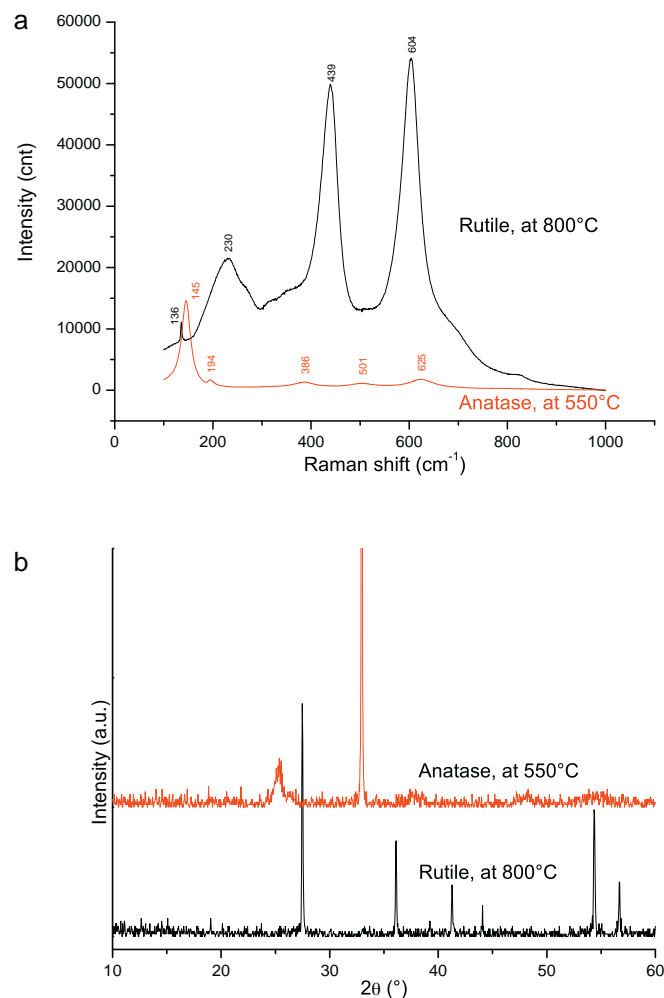 a
60000
50000
40000
30000
20000
10000
0
Intensity (cnt)
136
145
194
230
386
439
501
604
625
Rutile, at 800°C
Anatase, at 550°C
0 200 400 600 800 1000
Raman shift (cm⁻¹)
b
Intensity (a.u.)
Anatase, at 550°C
Rutile, at 800°C
10 20 30 40 50 60
2θ (°)